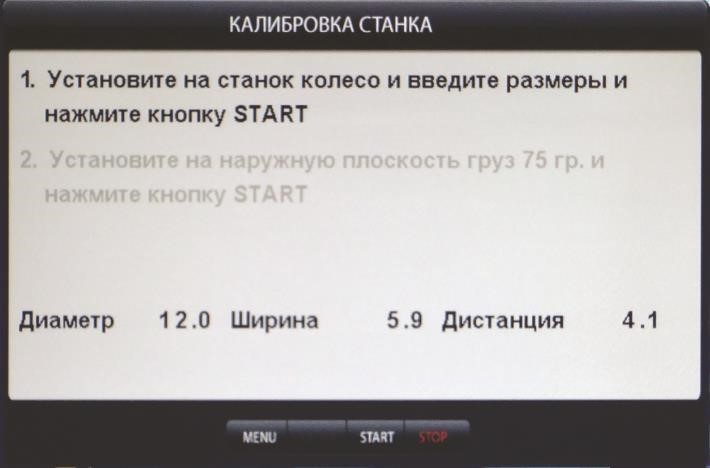 КАЛИБРОВКА СТАНКА
1. Установите на станок колесо и введите размеры и
нажмите кнопку START
2. Установите на наружную плоскость груз 75 гр. и
нажмите кнопку START
Диаметр 12.0 Ширина 5.9 Дистанция 4.1
MENU START STOP